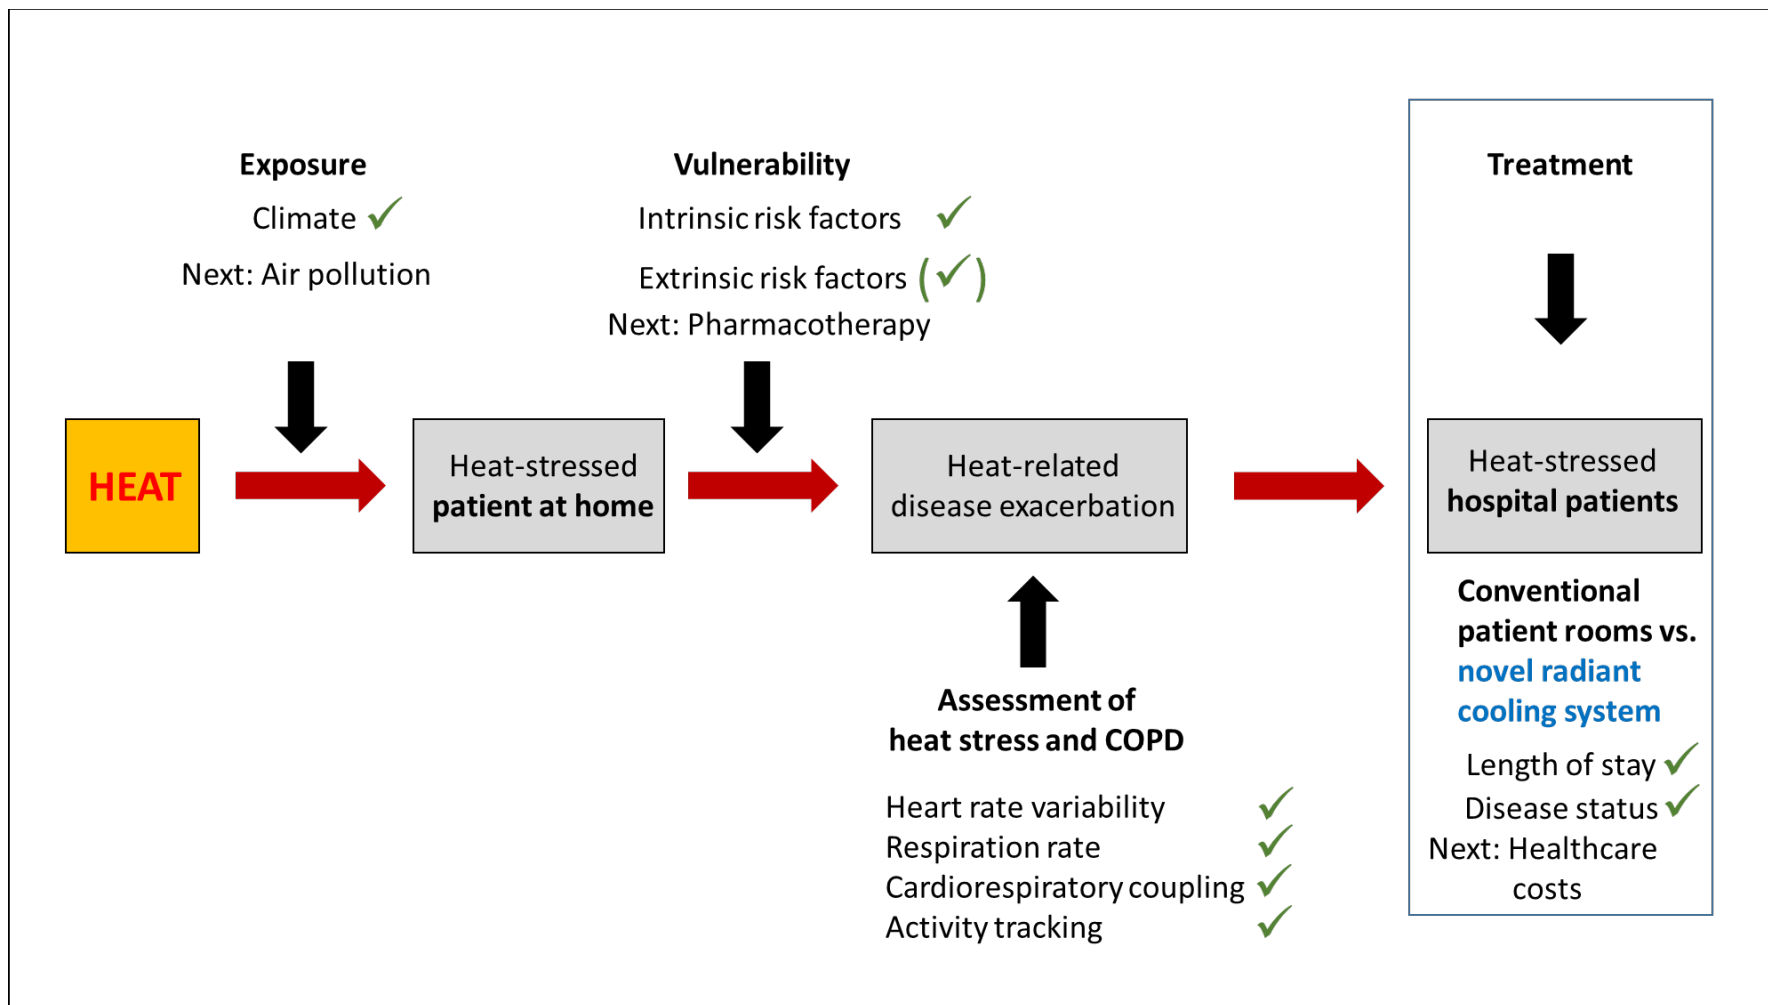 Exposure
Climate ✓
Next: Air pollution
Vulnerability
Intrinsic risk factors ✓
Extrinsic risk factors (✓)
Next: Pharmacotherapy
Treatment
HEAT
Heat-stressed
patient at home
Heat-related
disease exacerbation
Heat-stressed
hospital patients
Assessment of
heat stress and COPD
Heart rate variability ✓
Respiration rate ✓
Cardiorespiratory coupling ✓
Activity tracking ✓
Conventional
patient rooms vs.
novel radiant
cooling system
Length of stay ✓
Disease status ✓
Next: Healthcare
costs